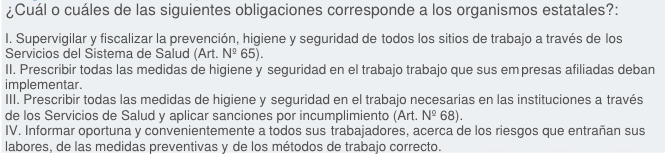 ¿Cuál o cuáles de las siguientes obligaciones corresponde a los organismos estatales?:
I. Supervigilar y fiscalizar la prevención, higiene y seguridad de todos los sitios de trabajo a través de los
Servicios del Sistema de Salud (Art. Nº 65).
II. Prescribir todas las medidas de higiene y seguridad en el trabajo trabajo que sus empresas afiliadas deban
implementar.
III. Prescribir todas las medidas de higiene y seguridad en el trabajo necesarias en las instituciones a través
de los Servicios de Salud y aplicar sanciones por incumplimiento (Art. Nº 68).
IV. Informar oportuna y convenientemente a todos sus trabajadores, acerca de los riesgos que entrañan sus
labores, de las medidas preventivas y de los métodos de trabajo correcto.